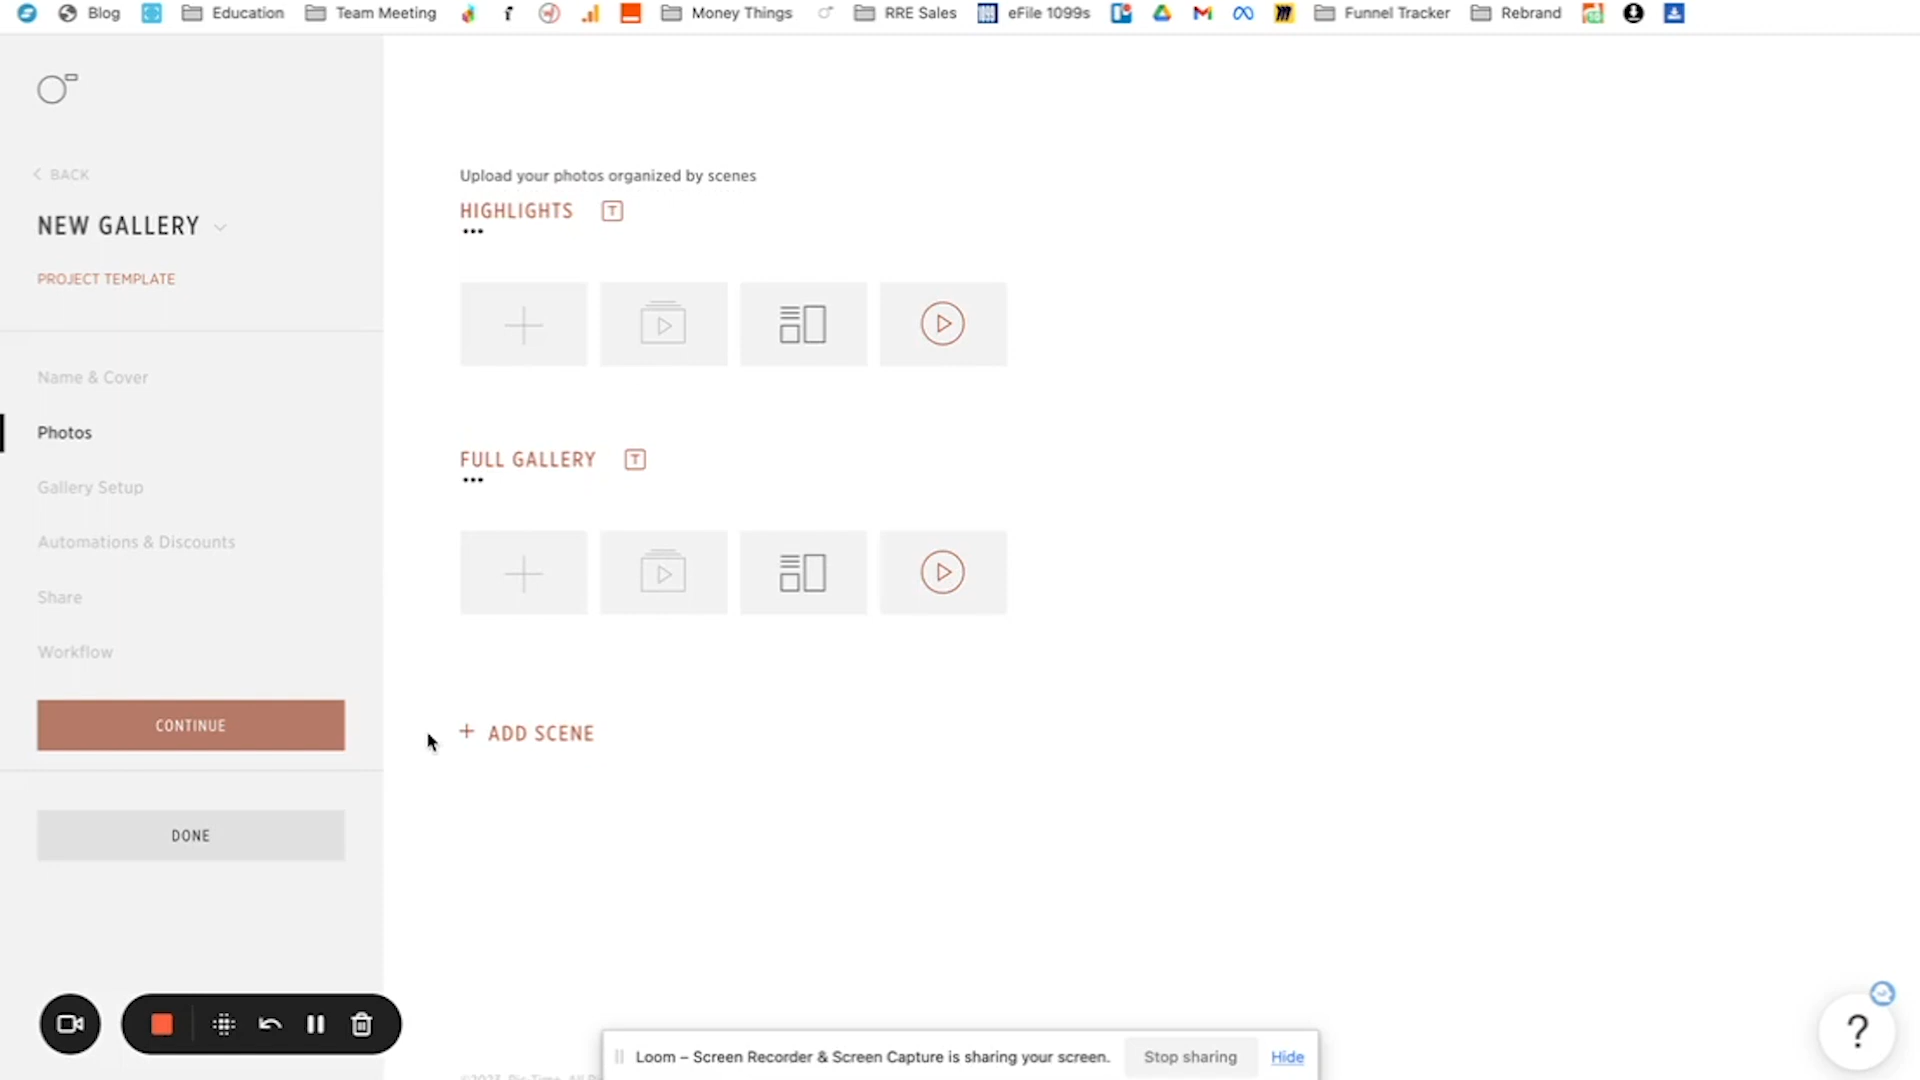 Blog Education Team Meeting Money Things RRE Sales eFile 1099s Funnel Tracker Rebrand
BACK
NEW GALLERY
PROJECT TEMPLATE
Name & Cover
Photos
Gallery Setup
Automations & Discounts
Share
Workflow
CONTINUE
DONE
Upload your photos organized by scenes
HIGHLIGHTS T
FULL GALLERY T
+ ADD SCENE
Loom – Screen Recorder & Screen Capture is sharing your screen. Stop sharing Hide
?